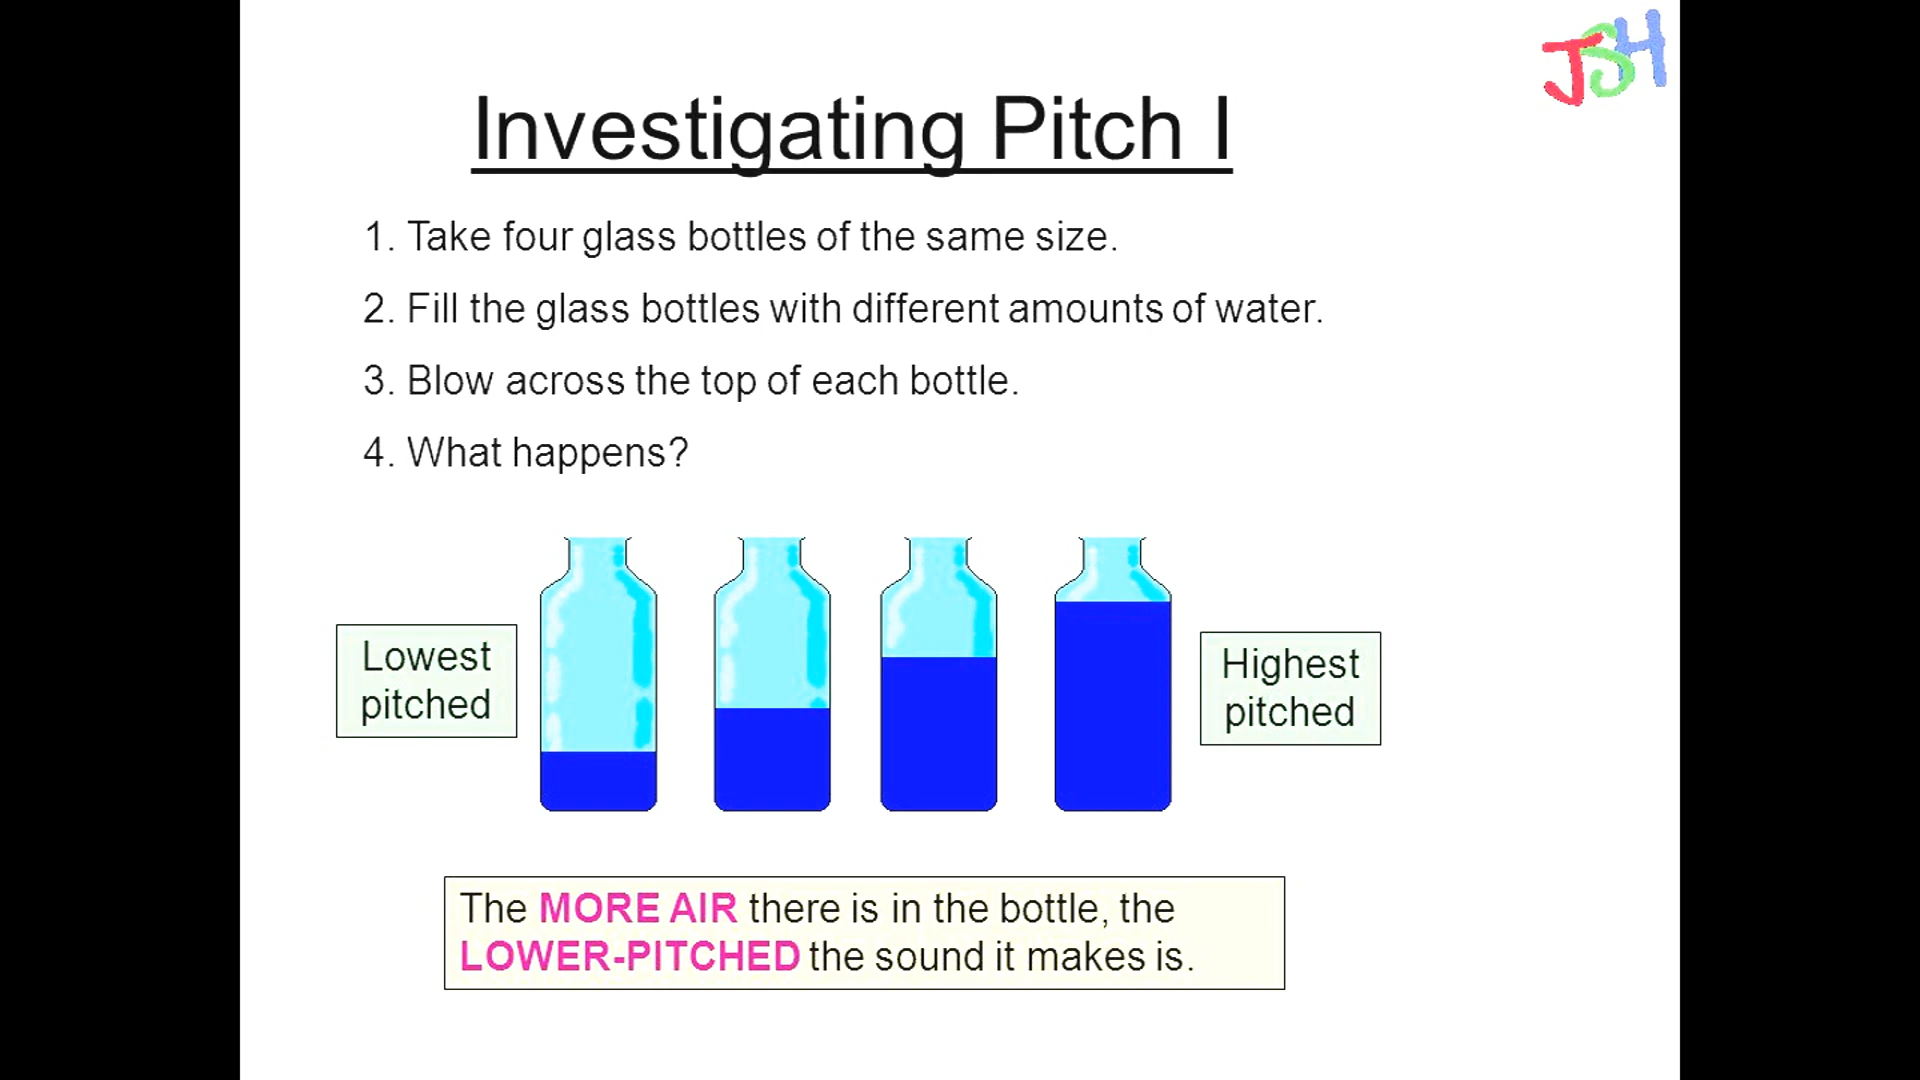 JSH
Investigating Pitch I
1. Take four glass bottles of the same size.
2. Fill the glass bottles with different amounts of water.
3. Blow across the top of each bottle.
4. What happens?
Lowest
pitched
Highest
pitched
The MORE AIR there is in the bottle, the
LOWER-PITCHED the sound it makes is.